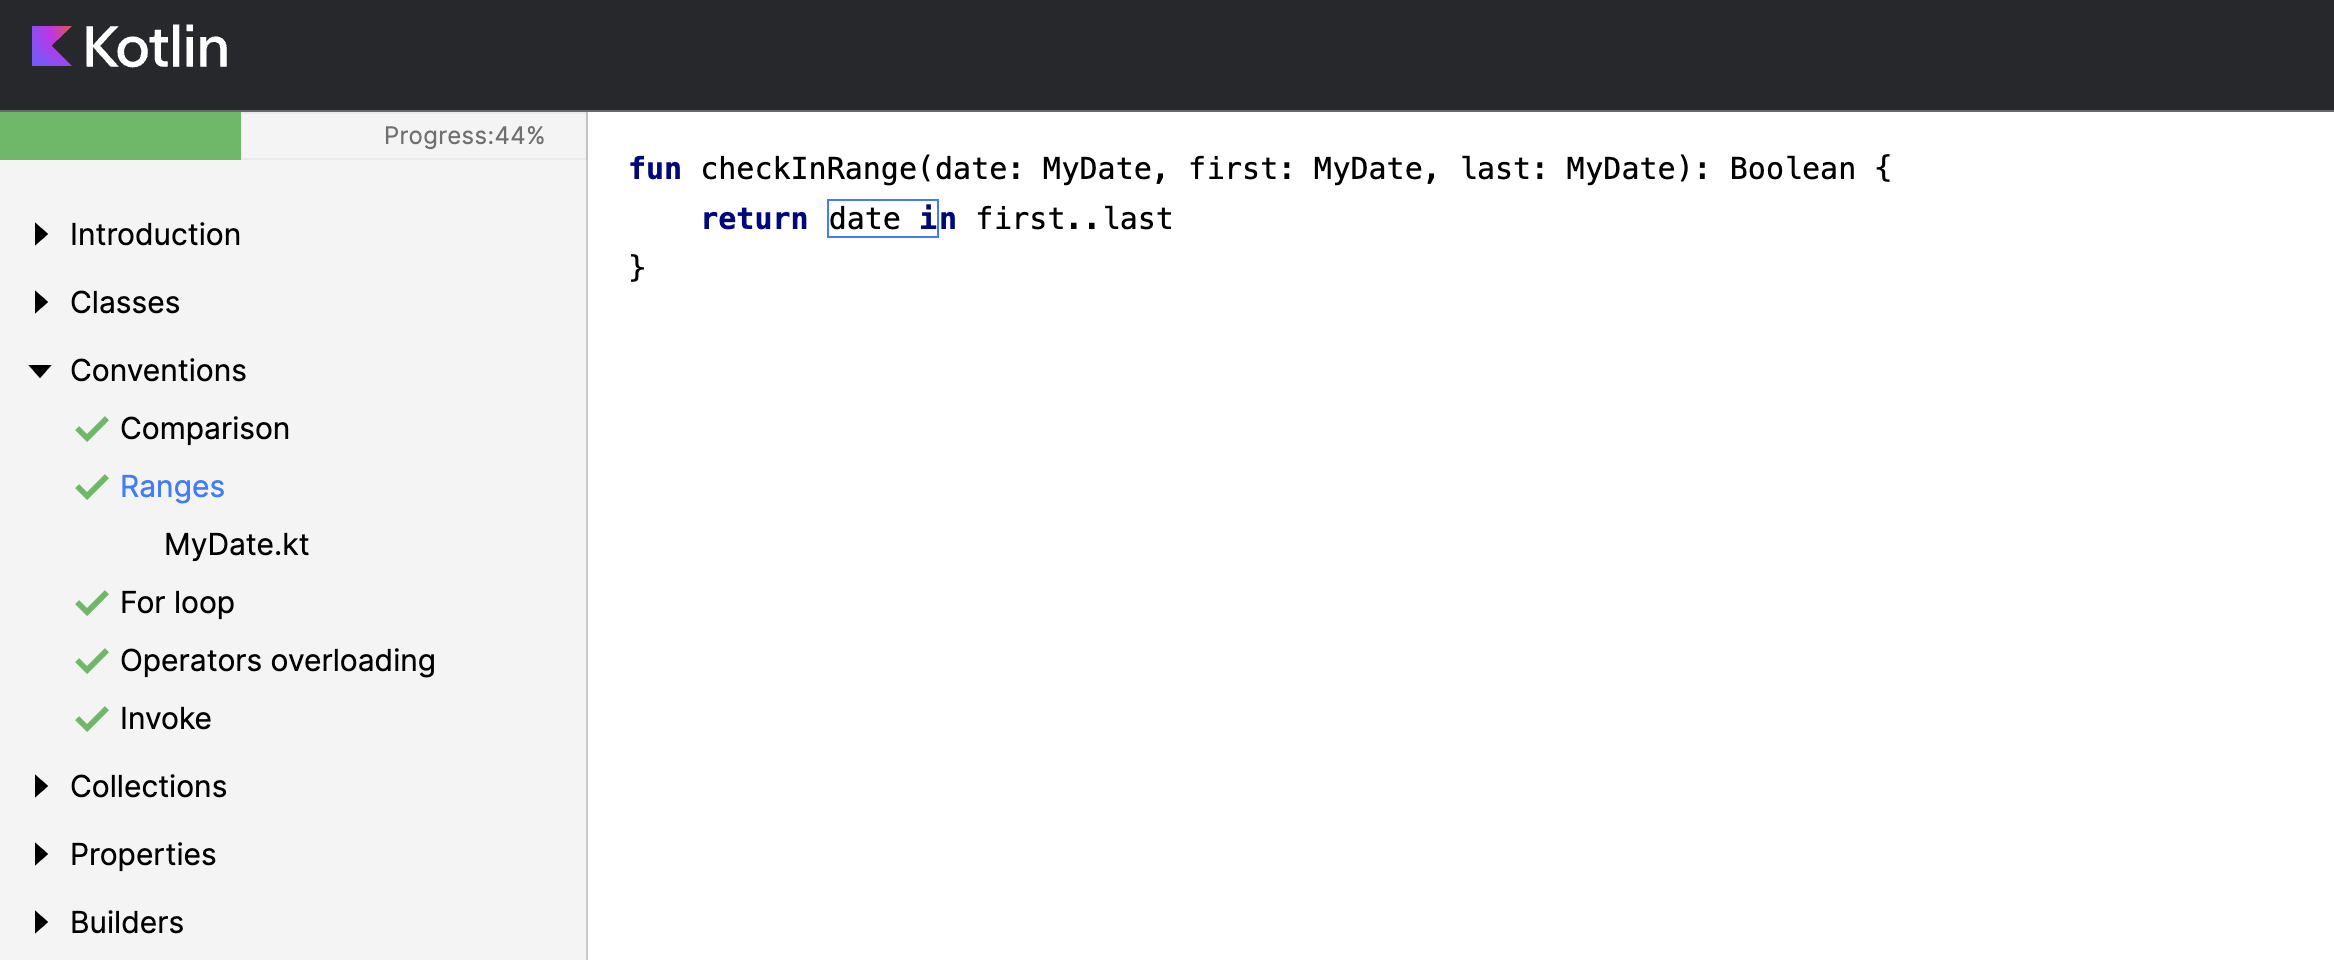 Kotlin
Progress:44%
Introduction
Classes
Conventions
Comparison
Ranges
MyDate.kt
For loop
Operators overloading
Invoke
Collections
Properties
Builders
fun checkInRange(date: MyDate, first: MyDate, last: MyDate): Boolean {
    return date in first..last
}